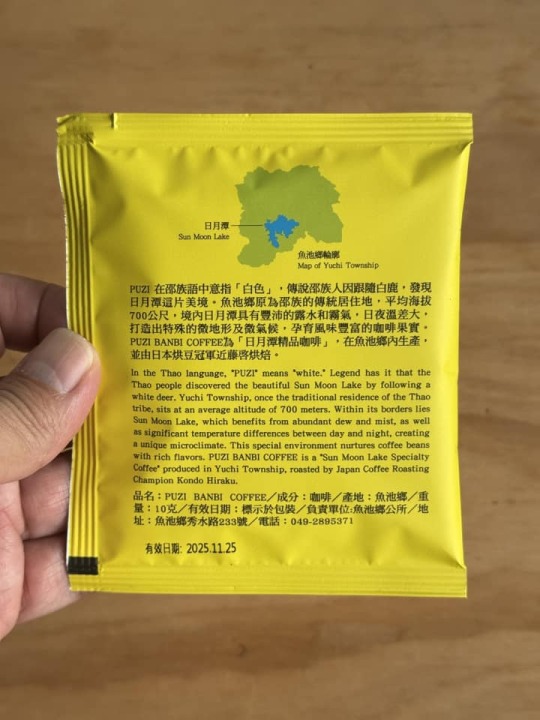 日月潭
Sun Moon Lake
魚池鄉輪廓
Map of Yuchi Township
PUZI 在邵族語中意指「白色」，傳說邵族人因跟隨白鹿，發現
日月潭這片美境。魚池鄉原為邵族的傳統居住地，平均海拔
700公尺，境內日月潭具有豐沛的露水和霧氣，日夜溫差大，
打造出特殊的微地形及微氣候，孕育風味豐富的咖啡果實。
PUZI BANBI COFFEE為「日月潭精品咖啡」，在魚池鄉內生產，
並由日本烘豆冠軍近藤啓烘焙。
In the Thao language, "PUZI" means "white." Legend has it that the
Thao people discovered the beautiful Sun Moon Lake by following a
white deer. Yuchi Township, once the traditional residence of the Thao
tribe, sits at an average altitude of 700 meters. Within its borders lies
Sun Moon Lake, which benefits from abundant dew and mist, as well
as significant temperature differences between day and night, creating
a unique microclimate. This special environment nurtures coffee beans
with rich flavors. PUZI BANBI COFFEE is a "Sun Moon Lake Specialty
Coffee" produced in Yuchi Township, roasted by Japan Coffee Roasting
Champion Kondo Hiraku.
品名：PUZI BANBI COFFEE／成分：咖啡／產地：魚池鄉／重
量：10克／有效日期：標示於包裝／負責單位:魚池鄉公所／地
址：魚池鄉秀水路233號／電話：049-2895371
有效日期: 2025.11.25